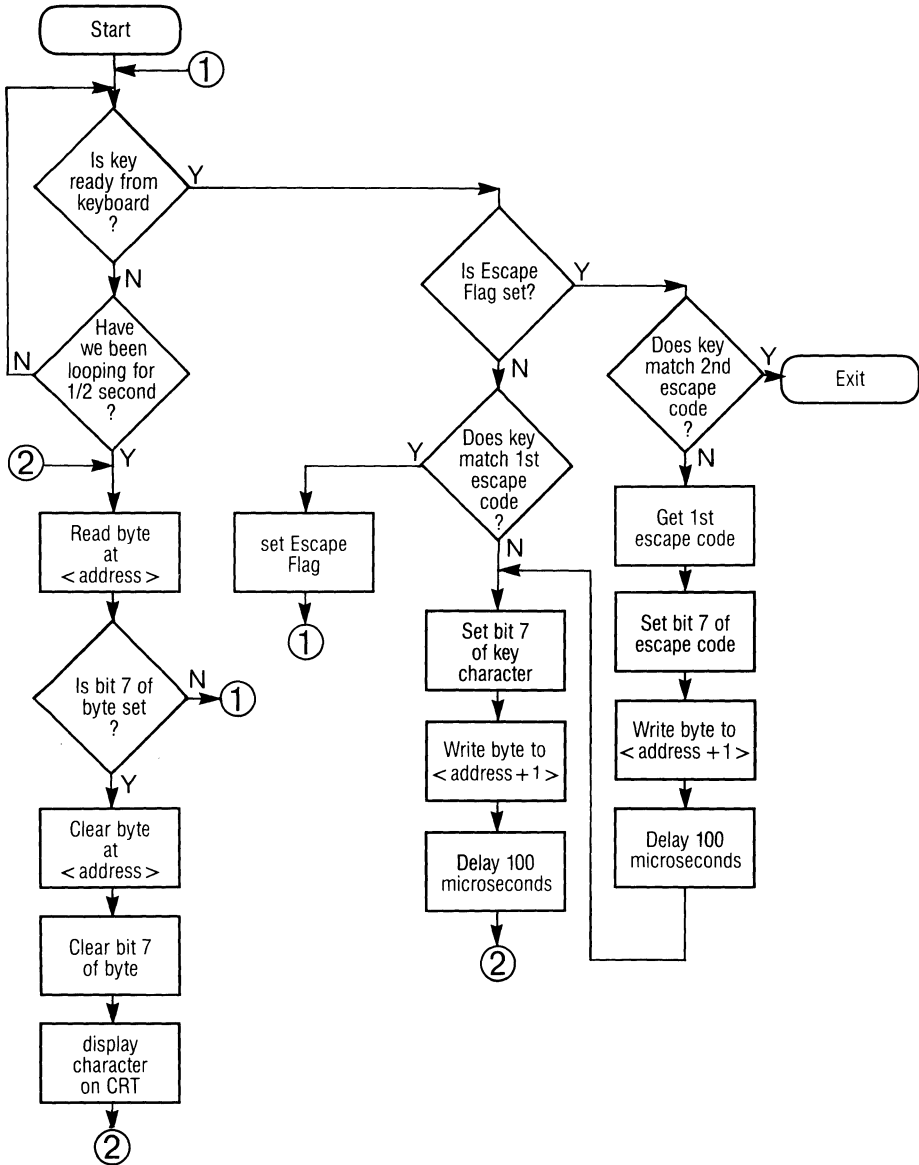 Start
1
Is key
ready from
keyboard
?
Y
N
Have
we been
looping for
1/2 second
?
N
Y
2
Read byte
at
< address >
Is bit 7 of
byte set
?
N
1
Y
Clear byte
at
< address >
Clear bit 7
of byte
display
character
on CRT
2
Is Escape
Flag set?
Y
N
Does key
match 1st
escape
code
?
Y
set Escape
Flag
1
N
Set bit 7
of key
character
Write byte to
< address + 1 >
Delay 100
microseconds
2
Does key
match 2nd
escape
code
?
Y
Exit
N
Get 1st
escape code
Set bit 7 of
escape code
Write byte to
< address + 1 >
Delay 100
microseconds